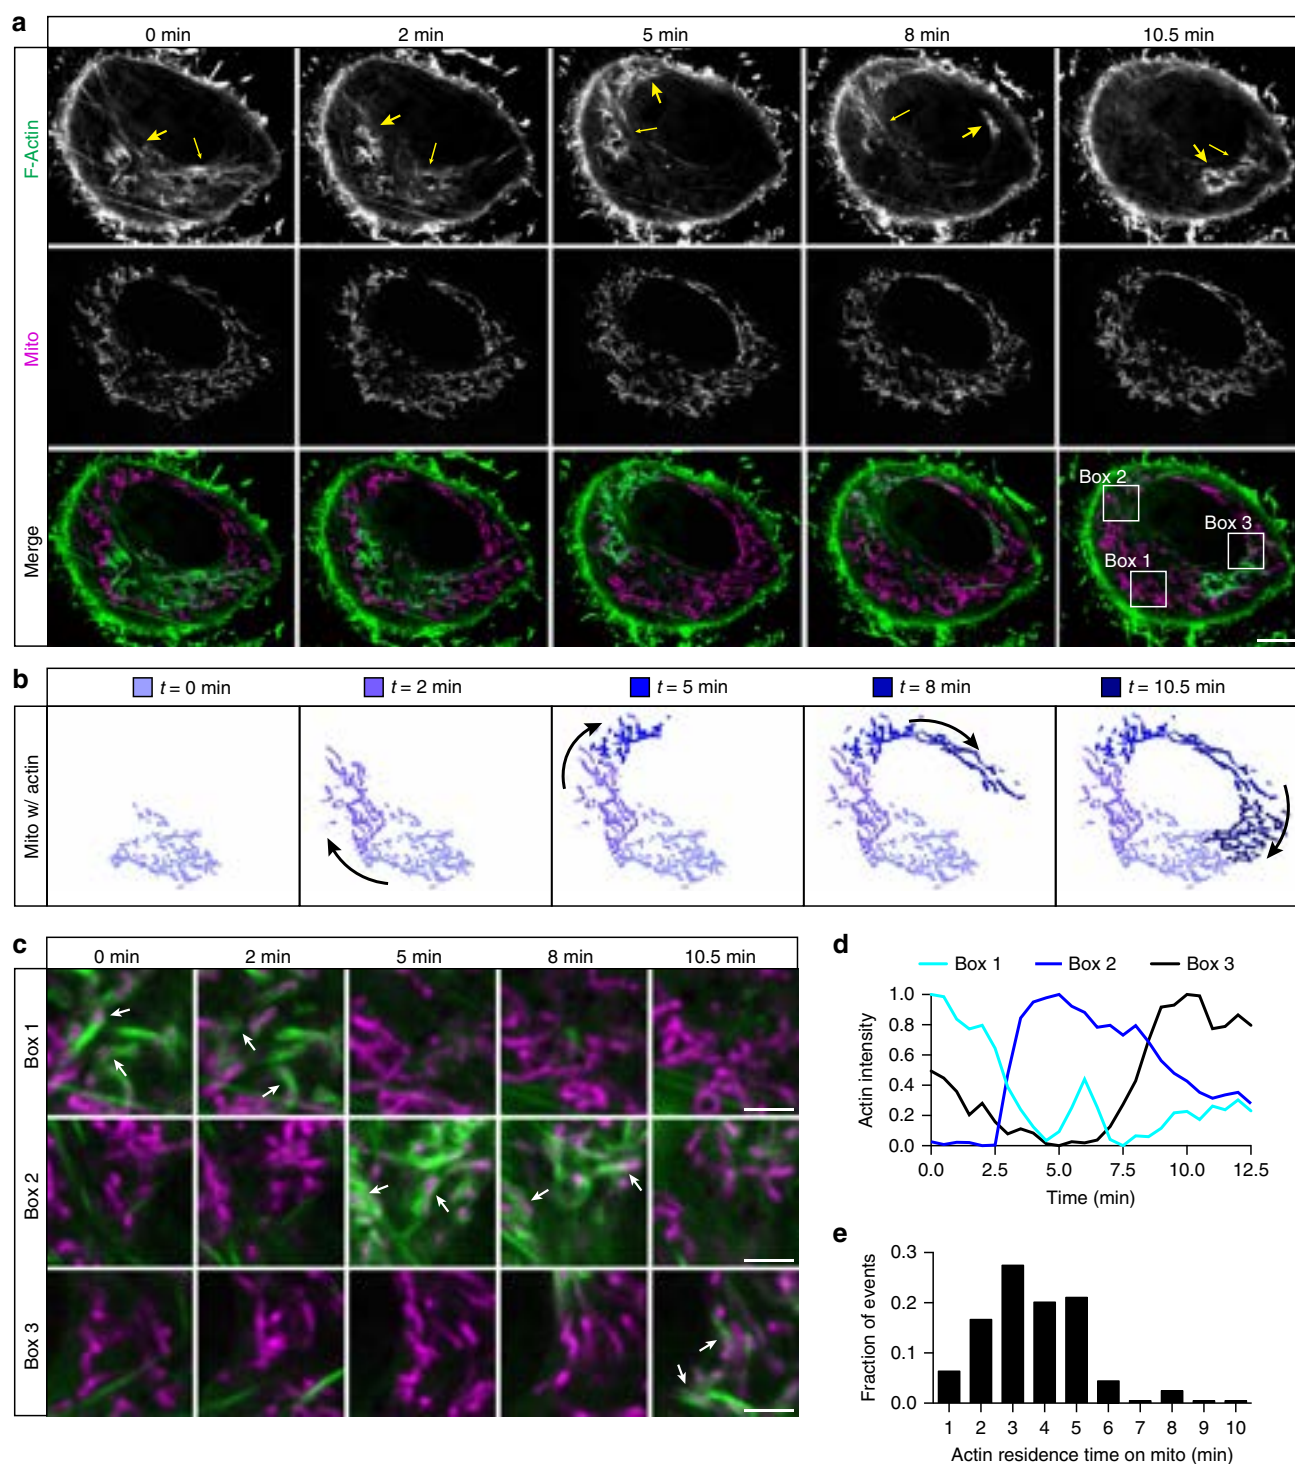 a
0 min 2 min 5 min 8 min 10.5 min
F-Actin
Mito
Merge
Box 2
Box 3
Box 1
b
t = 0 min t = 2 min t = 5 min t = 8 min t = 10.5 min
Mito w/ actin
c
0 min 2 min 5 min 8 min 10.5 min
Box 1
Box 2
Box 3
d
Box 1 Box 2 Box 3
Actin intensity
1.0
0.8
0.6
0.4
0.2
0.0
0.0 2.5 5.0 7.5 10.0 12.5
Time (min)
e
Fraction of events
0.3
0.2
0.1
0.0
1 2 3 4 5 6 7 8 9 10
Actin residence time on mito (min)